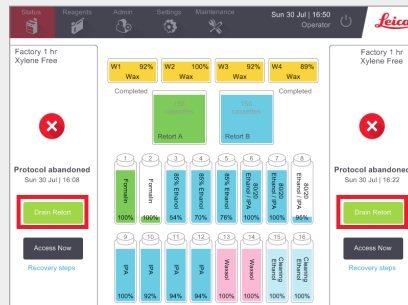 Status Reagents Admin Settings Maintenance
Sun 30 Jul | 16:50
Operator
Leica
Factory 1 hr
Xylene Free
Protocol abandoned
Sun 30 Jul | 16:08
Drain Retort
Access Now
Recovery steps
W1 92%
Wax
W2 100%
Wax
W3 92%
Wax
W4 89%
Wax
Completed
Completed
150
cassettes
Retort A
150
cassettes
Retort B
1 2 3 4 5 6 7 8
Formalin
Formalin
85% Ethanol
85% Ethanol
85% Ethanol
80/20
Ethanol / IPA
80/20
Ethanol / IPA
80/20
Ethanol / IPA
100% 100% 54% 70% 76% 100% 100% 95%
9 10 11 12 13 14 15 16
IPA
IPA
IPA
IPA
Waxsol
Waxsol
Cleaning
Ethanol
Cleaning
Ethanol
100% 92% 94% 94% 100% 100% 100% 100%
Factory 1 hr
Xylene Free
Protocol abandoned
Sun 30 Jul | 16:22
Drain Retort
Access Now
Recovery steps